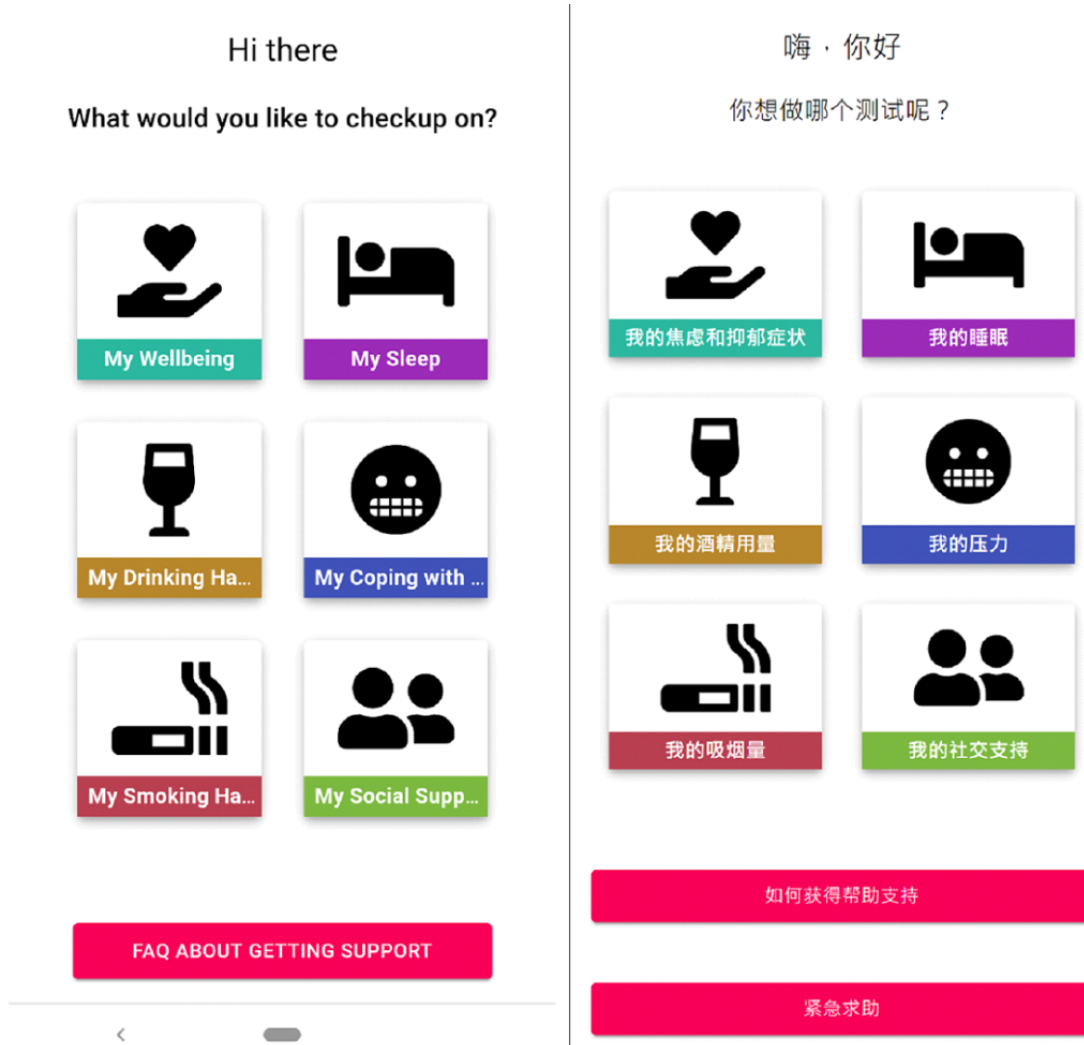 Hi there
What would you like to checkup on?
My Wellbeing
My Sleep
My Drinking Ha...
My Coping with ...
My Smoking Ha...
My Social Supp...
FAQ ABOUT GETTING SUPPORT
嗨，你好
你想做哪个测试呢？
我的焦虑和抑郁症状
我的睡眠
我的酒精用量
我的压力
我的吸烟量
我的社交支持
如何获得帮助支持
紧急求助